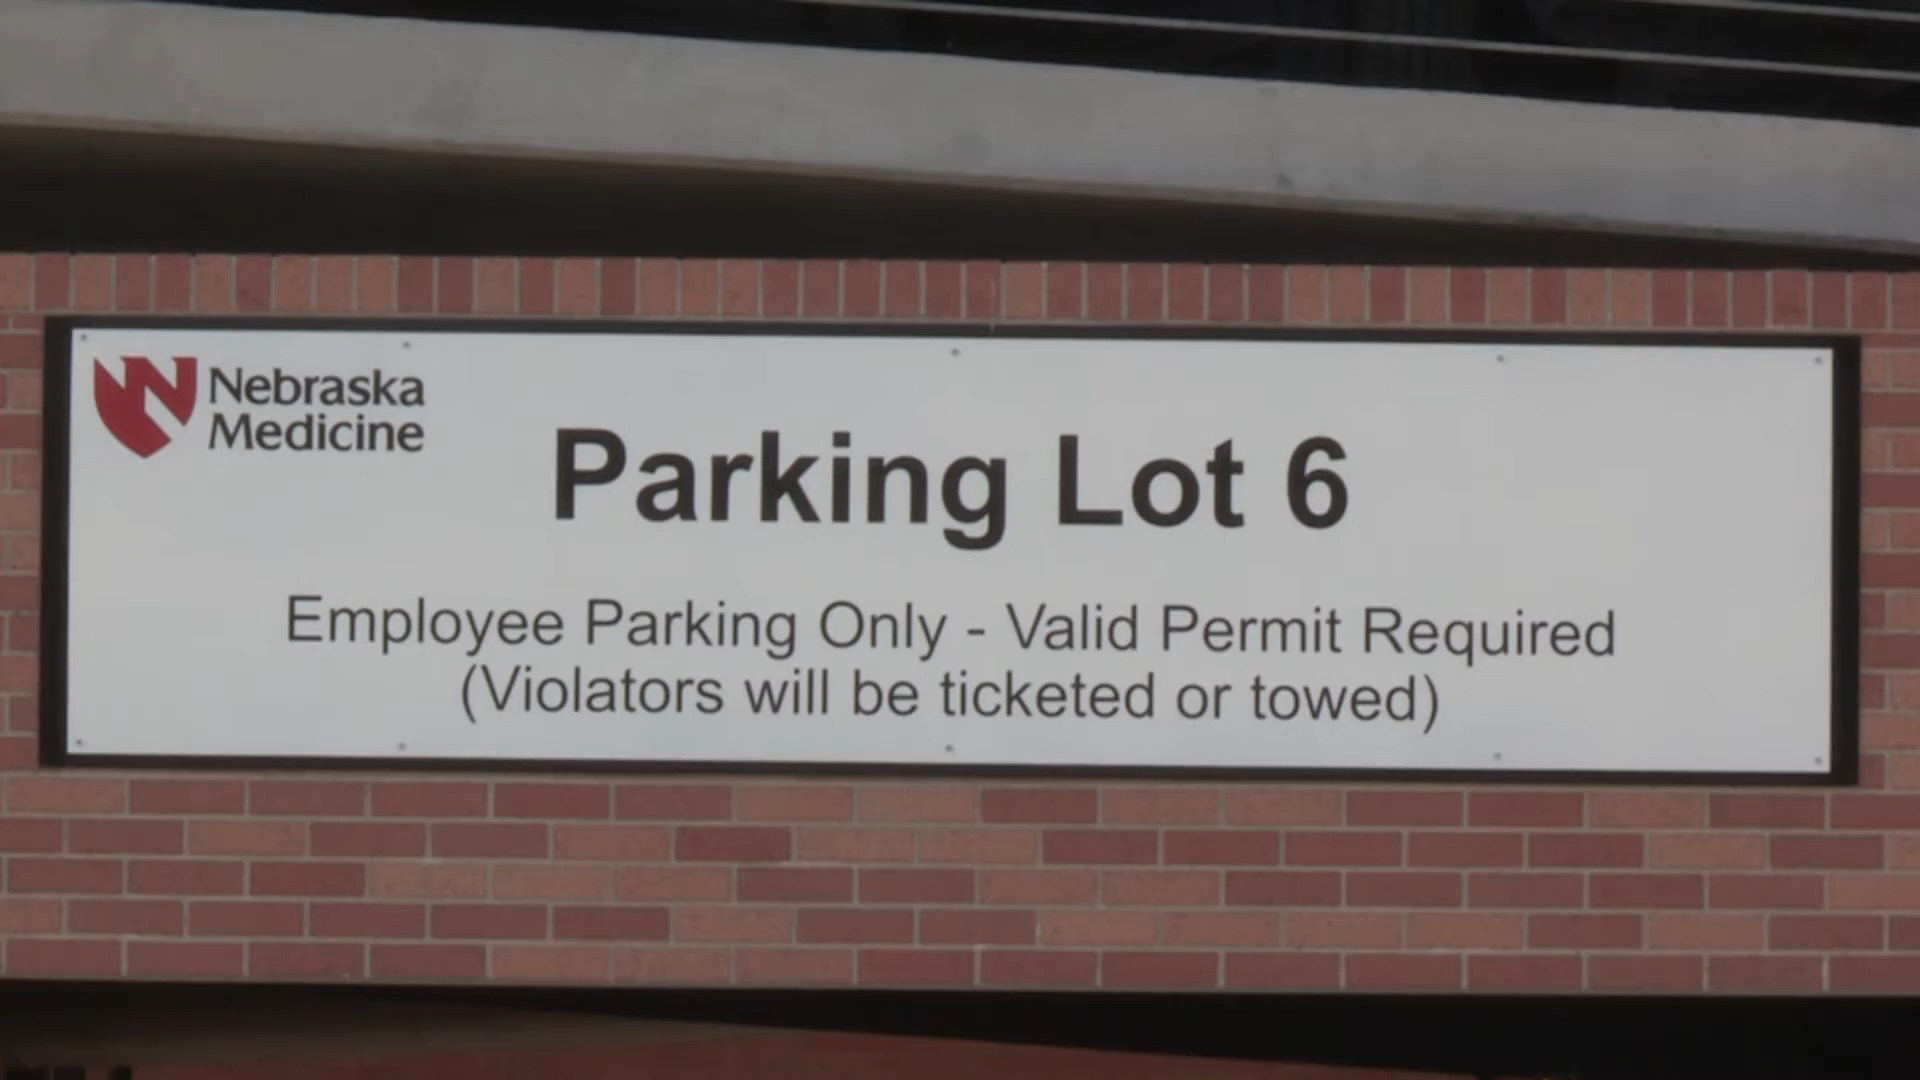 Nebraska
Medicine
Parking Lot 6
Employee Parking Only - Valid Permit Required
(Violators will be ticketed or towed)